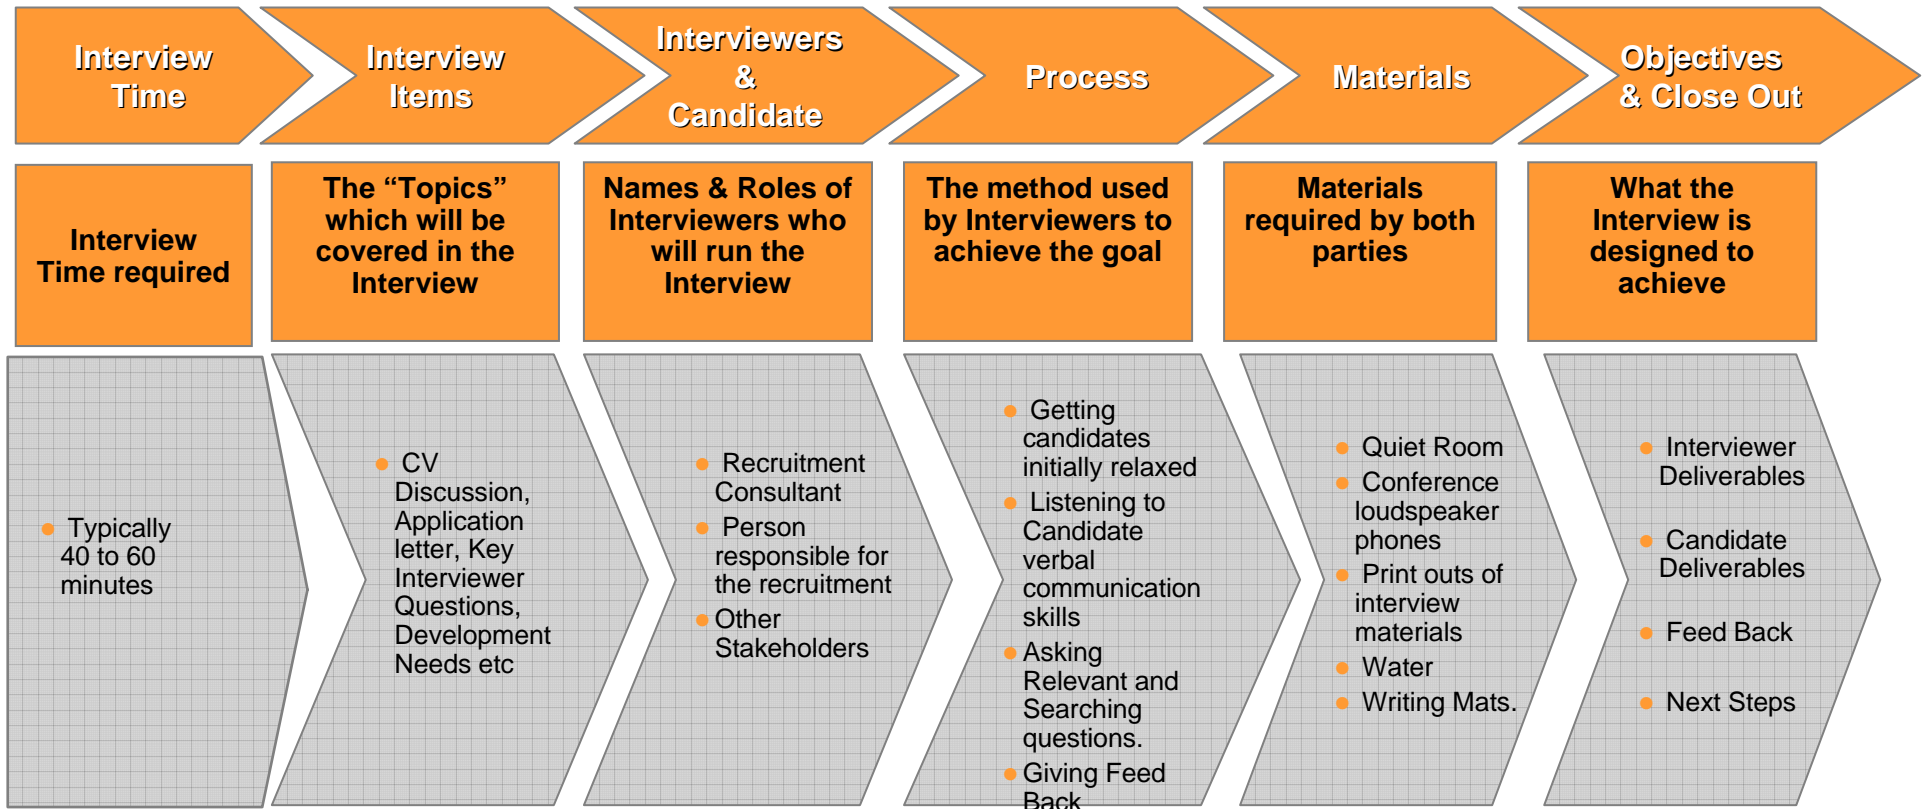 Interview
Time
Interview
Items
Interviewers
&
Candidate
Process
Materials
Objectives
& Close Out
Interview
Time required
The “Topics”
which will be
covered in the
Interview
Names & Roles of
Interviewers who
will run the
Interview
The method used
by Interviewers to
achieve the goal
Materials
required by both
parties
What the
Interview is
designed to
achieve
• Typically
40 to 60
minutes
• CV
Discussion,
Application
letter, Key
Interviewer
Questions,
Development
Needs etc
• Recruitment
Consultant
• Person
responsible for
the recruitment
• Other
Stakeholders
• Getting
candidates
initially relaxed
• Listening to
Candidate
verbal
communication
skills
• Asking
Relevant and
Searching
questions.
• Giving Feed
Back
• Quiet Room
• Conference
loudspeaker
phones
• Print outs of
interview
materials
• Water
• Writing Mats.
• Interviewer
Deliverables
• Candidate
Deliverables
• Feed Back
• Next Steps